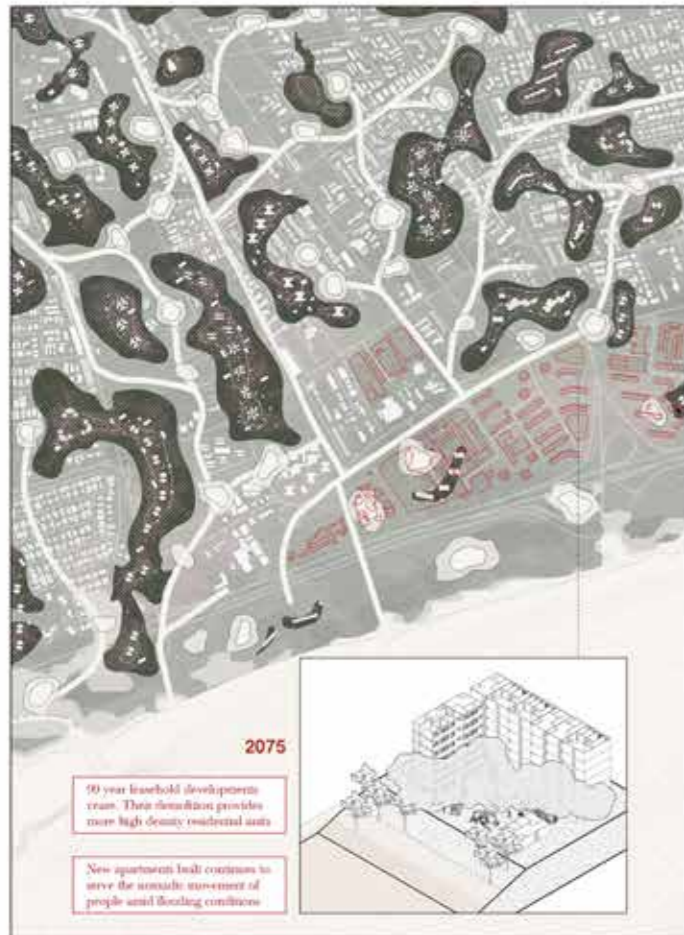 2075
90 year leasehold developments
cease. Their demolition provides
more high density residential units
New apartments built continues to
serve the nomadic movement of
people amid flooding conditions